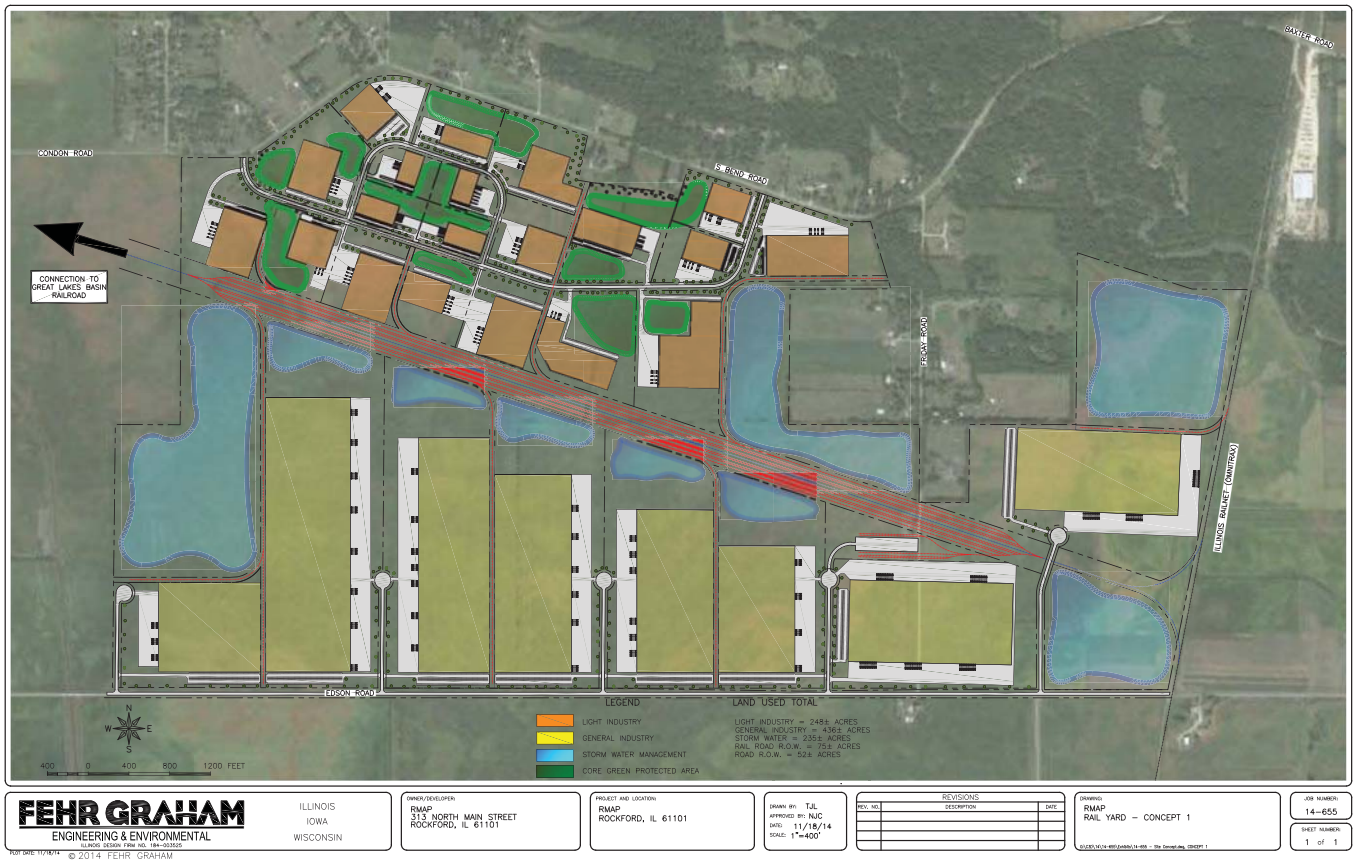 BAXTER ROAD
CONDON ROAD
S BEND ROAD
CONNECTION TO
GREAT LAKES BASIN
RAILROAD
FRIDAY ROAD
ILLINOIS RAILNET (OMNITRAX)
EDSON ROAD
N
W E
S
400 0 400 800 1200 FEET
LEGEND
LIGHT INDUSTRY
GENERAL INDUSTRY
STORM WATER MANAGEMENT
CORE GREEN PROTECTED AREA
LAND USED TOTAL
LIGHT INDUSTRY = 248± ACRES
GENERAL INDUSTRY = 436± ACRES
STORM WATER = 235± ACRES
RAIL ROAD R.O.W. = 75± ACRES
ROAD R.O.W. = 52± ACRES
FEHR GRAHAM
ENGINEERING & ENVIRONMENTAL
ILLINOIS DESIGN FIRM NO. 184-003525
ILLINOIS
IOWA
WISCONSIN
PLOT DATE: 11/18/14
© 2014 FEHR GRAHAM
OWNER/DEVELOPER:
RMAP
313 NORTH MAIN STREET
ROCKFORD, IL 61101
PROJECT AND LOCATION:
RMAP
ROCKFORD, IL 61101
DRAWN BY: TJL
APPROVED BY: NJC
DATE: 11/18/14
SCALE: 1"=400'
REVISIONS
REV. NO. DESCRIPTION DATE
DRAWING:
RMAP
RAIL YARD - CONCEPT 1
JOB NUMBER:
14-655
SHEET NUMBER:
1 of 1